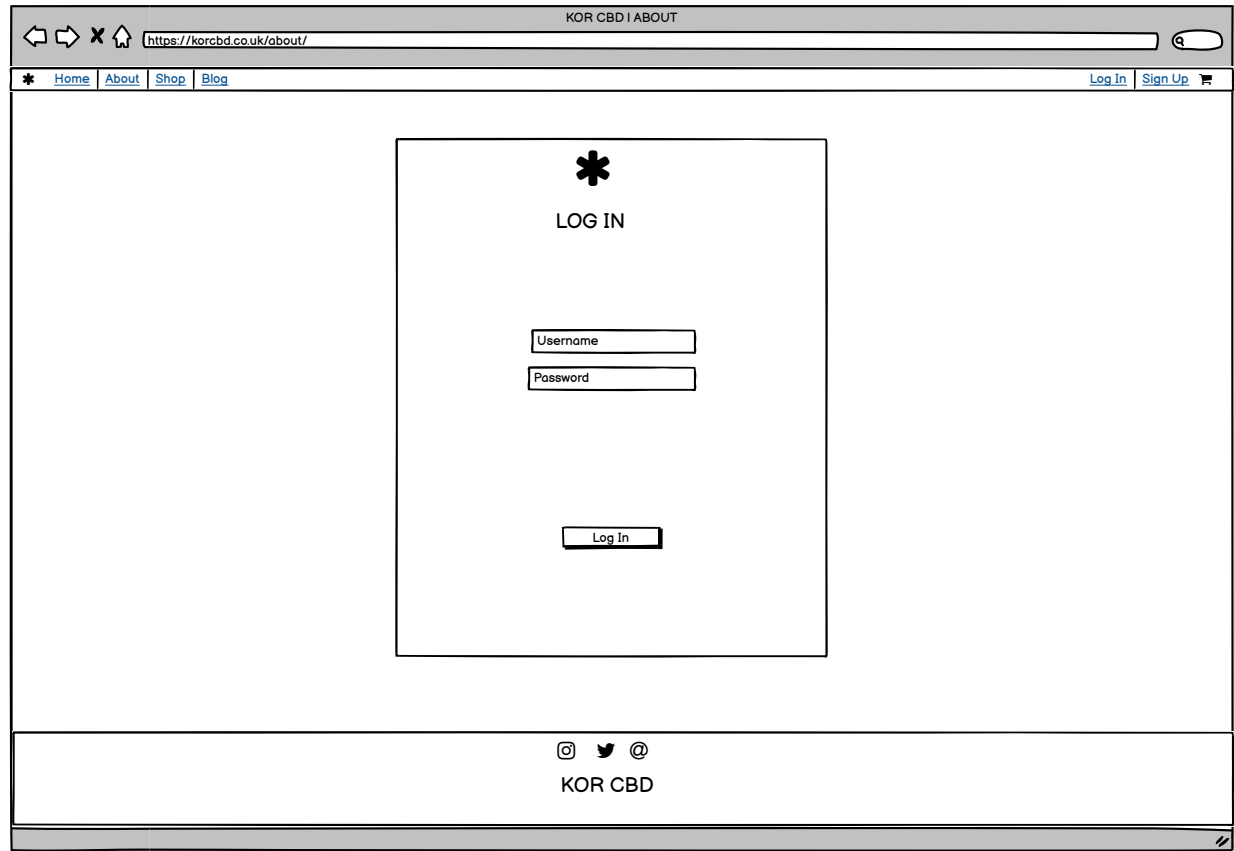 KOR CBD | ABOUT
https://korcbd.co.uk/about/
Home About Shop Blog Log In Sign Up
LOG IN
Username
Password
Log In
@
KOR CBD